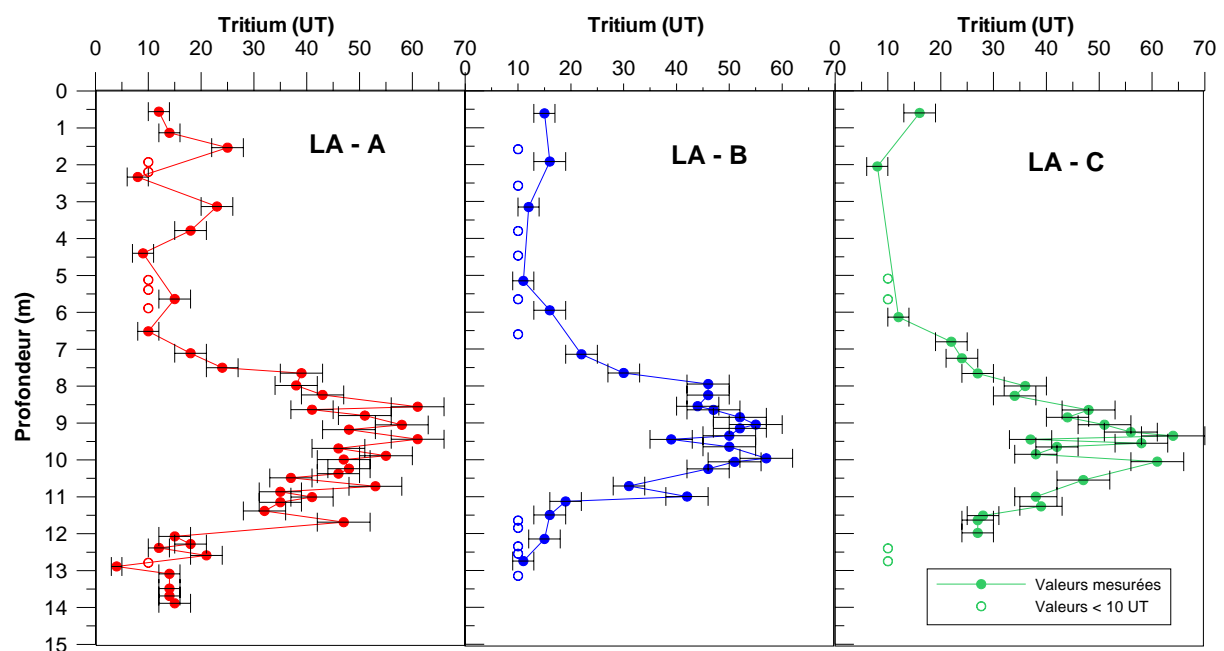 Tritium (UT) Tritium (UT) Tritium (UT)
0 10 20 30 40 50 60 70
0 10 20 30 40 50 60 70
0 10 20 30 40 50 60 70
Profondeur (m)
0
1
2
3
4
5
6
7
8
9
10
11
12
13
14
15
LA - A
LA - B
LA - C
Valeurs mesurées
Valeurs < 10 UT